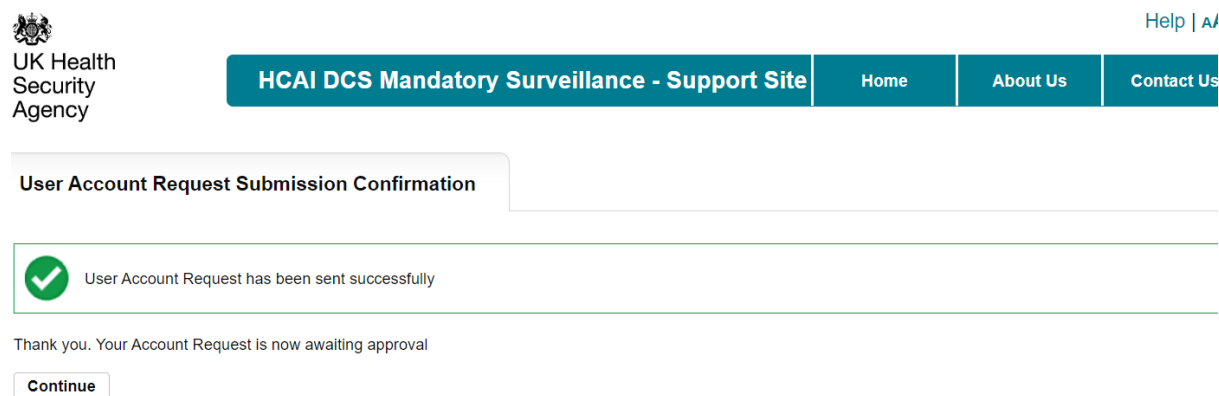 Help | AA
UK Health
Security
Agency
HCAI DCS Mandatory Surveillance - Support Site
Home
About Us
Contact Us
User Account Request Submission Confirmation
User Account Request has been sent successfully
Thank you. Your Account Request is now awaiting approval
Continue